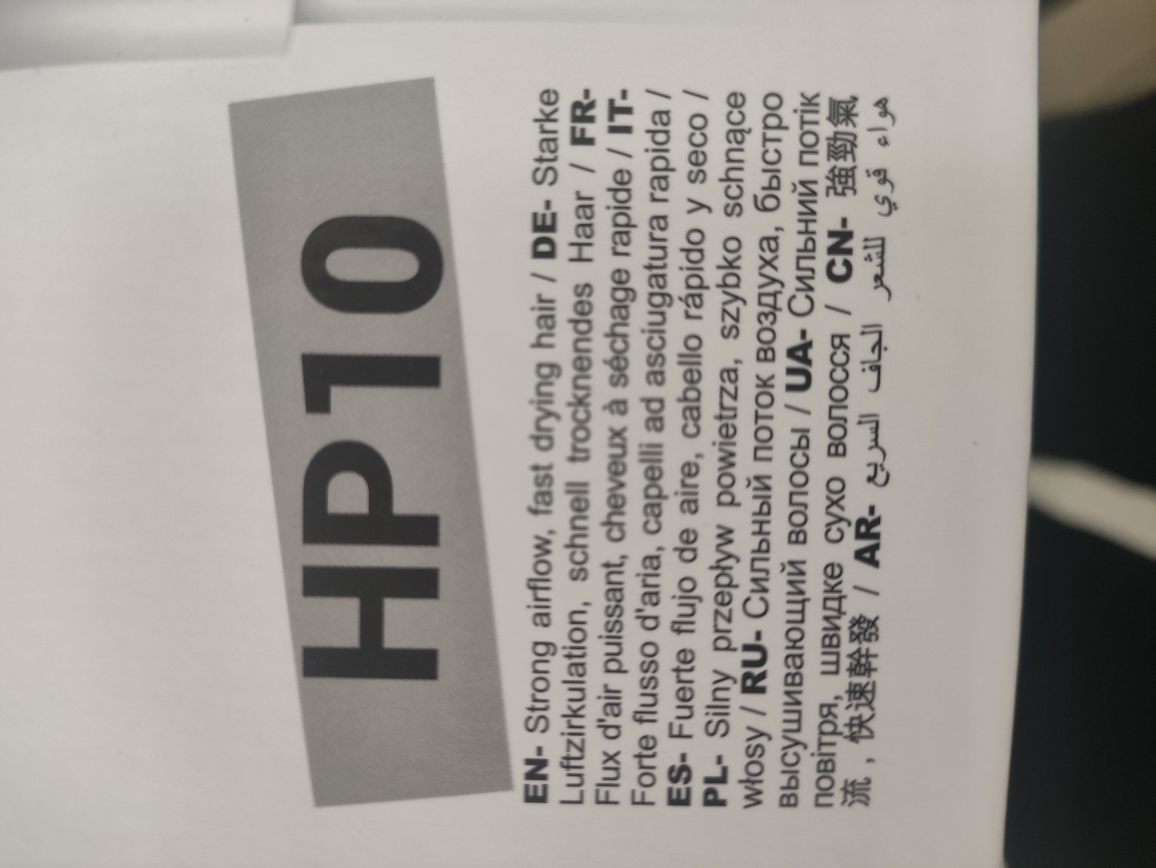 HP10
EN- Strong airflow, fast drying hair / DE- Starke
Luftzirkulation, schnell trocknendes Haar / FR-
Flux d'air puissant, cheveux à séchage rapide / IT-
Forte flusso d'aria, capelli ad asciugatura rapida /
ES- Fuerte flujo de aire, cabello rápido y seco /
PL- Silny przepływ powietrza, szybko schnące
włosy / RU- Сильный поток воздуха, быстро
высушивающий волосы / UA- Сильний потік
повітря, швидке сухо волосся / CN- 強勁氣
流，快速幹發 / AR- هواء قوي للشعر الجاف السريع